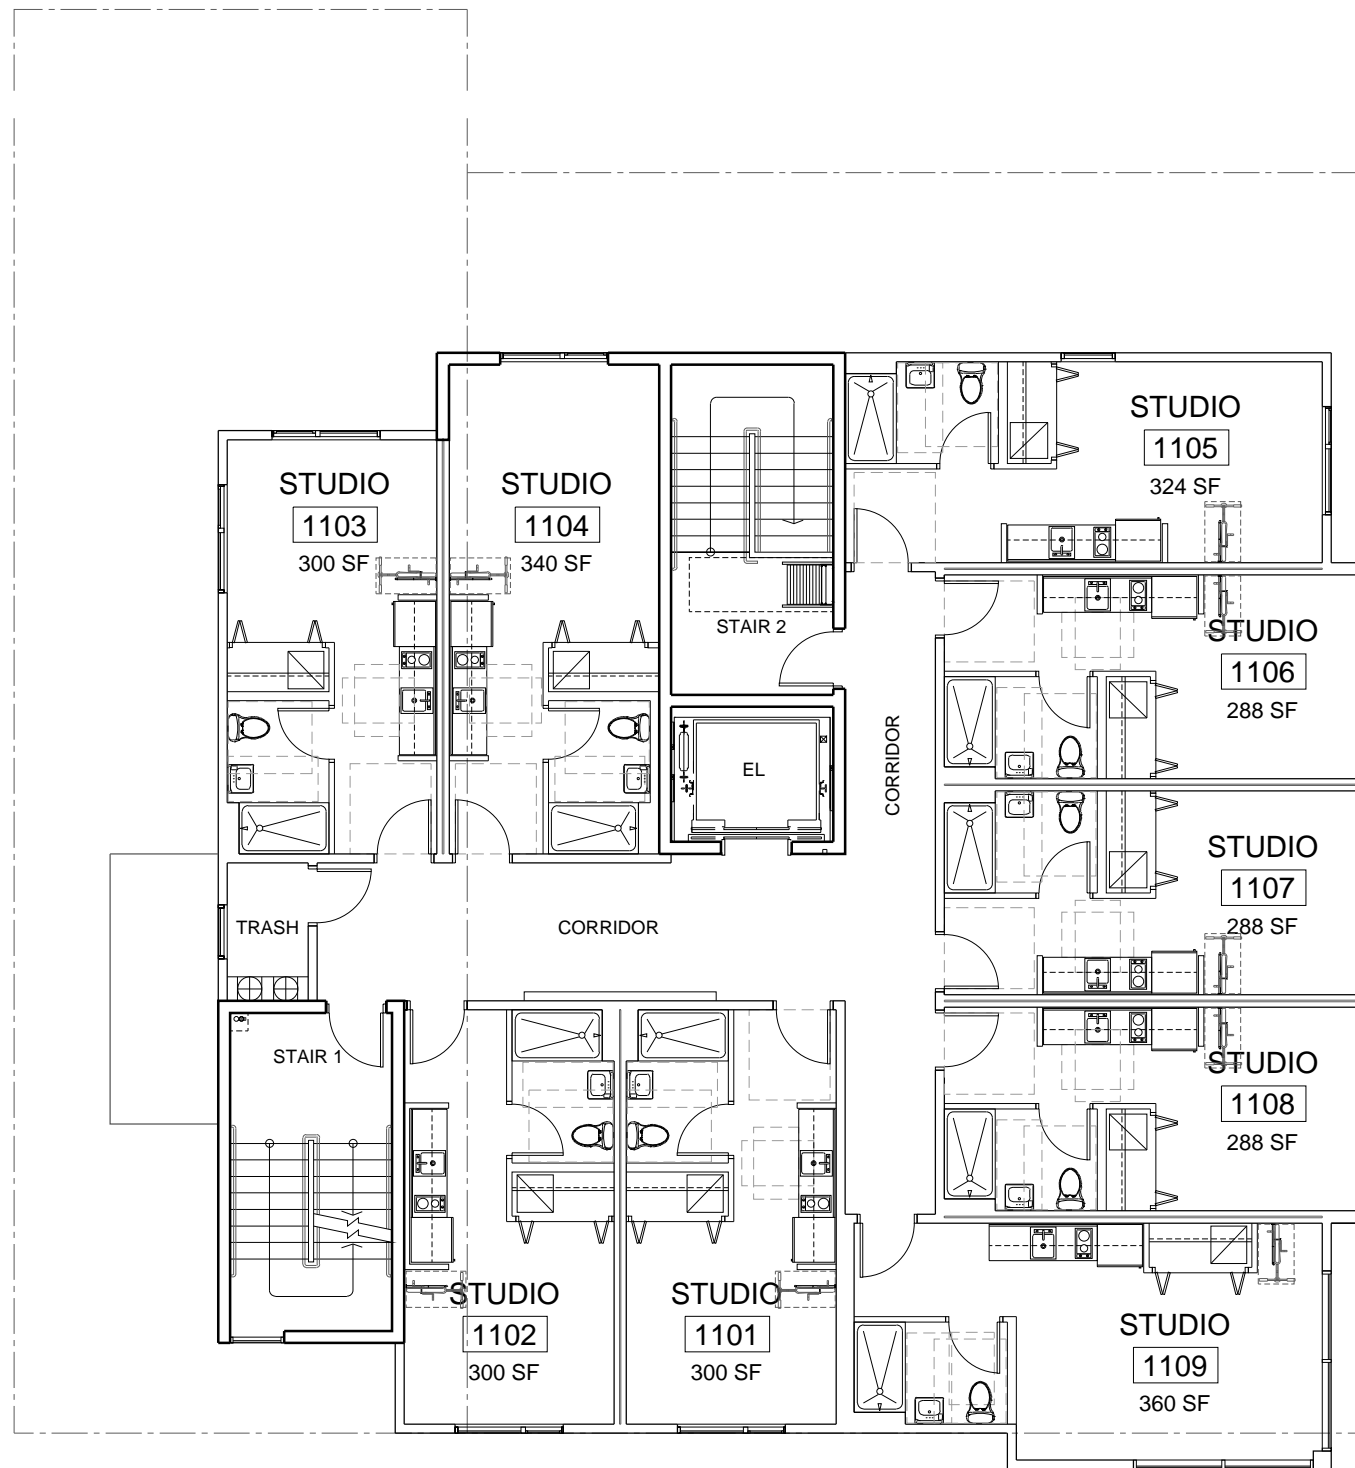 STUDIO
1105
324 SF
STUDIO
1103
300 SF
STUDIO
1104
340 SF
STAIR 2
STUDIO
1106
288 SF
EL
CORRIDOR
STUDIO
1107
288 SF
TRASH
CORRIDOR
STAIR 1
STUDIO
1108
288 SF
STUDIO
1102
300 SF
STUDIO
1101
300 SF
STUDIO
1109
360 SF